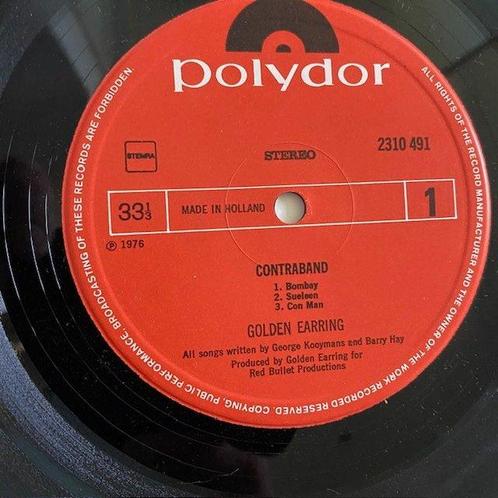 polydor
STEMRA
STEREO
2310 491
33⅓
MADE IN HOLLAND
1
℗ 1976
CONTRABAND
1. Bombay
2. Sueleen
3. Con Man
GOLDEN EARRING
All songs written by George Kooymans and Barry Hay
Produced by Golden Earring for
Red Bullet Productions
ALL RIGHTS OF THE RECORD MANUFACTURER AND THE OWNER OF THE WORK RECORDED RESERVED. COPYING, PUBLIC PERFORMANCE, BROADCASTING OF THESE RECORDS ARE FORBIDDEN.